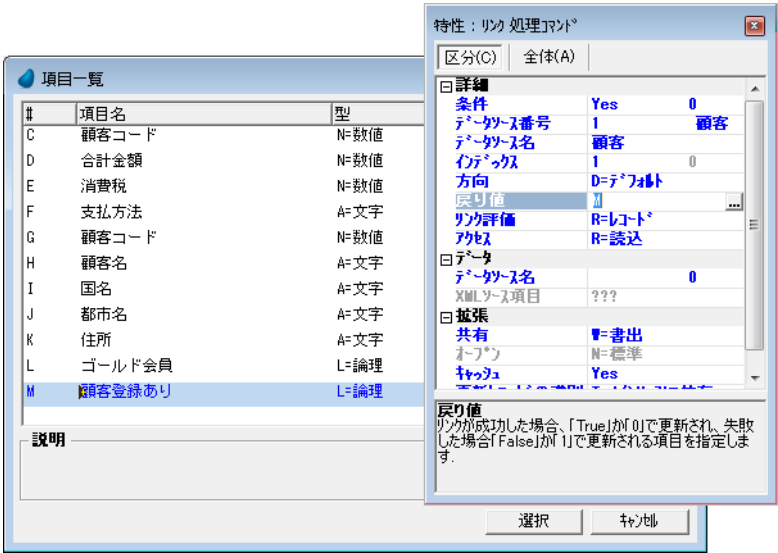 項目一覧
# 項目名 型
C 顧客コード N=数値
D 合計金額 N=数値
E 消費税 N=数値
F 支払方法 A=文字
G 顧客コード N=数値
H 顧客名 A=文字
I 国名 A=文字
J 都市名 A=文字
K 住所 A=文字
L ゴールド会員 L=論理
M 顧客登録あり L=論理
説明
選択 ｷｬﾝｾﾙ
特性：ﾘﾝｸ 処理ｺﾏﾝﾄﾞ
区分(C) 全体(A)
詳細
条件 Yes 0
ﾃﾞｰﾀｿｰｽ番号 1 顧客
ﾃﾞｰﾀｿｰｽ名 顧客
ｲﾝﾃﾞｯｸｽ 1 0
方向 D=ﾃﾞﾌｫﾙﾄ
戻り値 M ...
ﾘﾝｸ評価 R=ﾚｺｰﾄﾞ
ｱｸｾｽ R=読込
ﾃﾞｰﾀ
ﾃﾞｰﾀｿｰｽ名 0
XMLｿｰｽ項目 ???
拡張
共有 W=書出
ｵｰﾌﾟﾝ N=標準
ｷｬｯｼｭ Yes
戻り値
ﾘﾝｸが成功した場合、｢True｣が｢0｣で更新され、失敗
した場合｢False｣が｢1｣で更新される項目を指定しま
す.